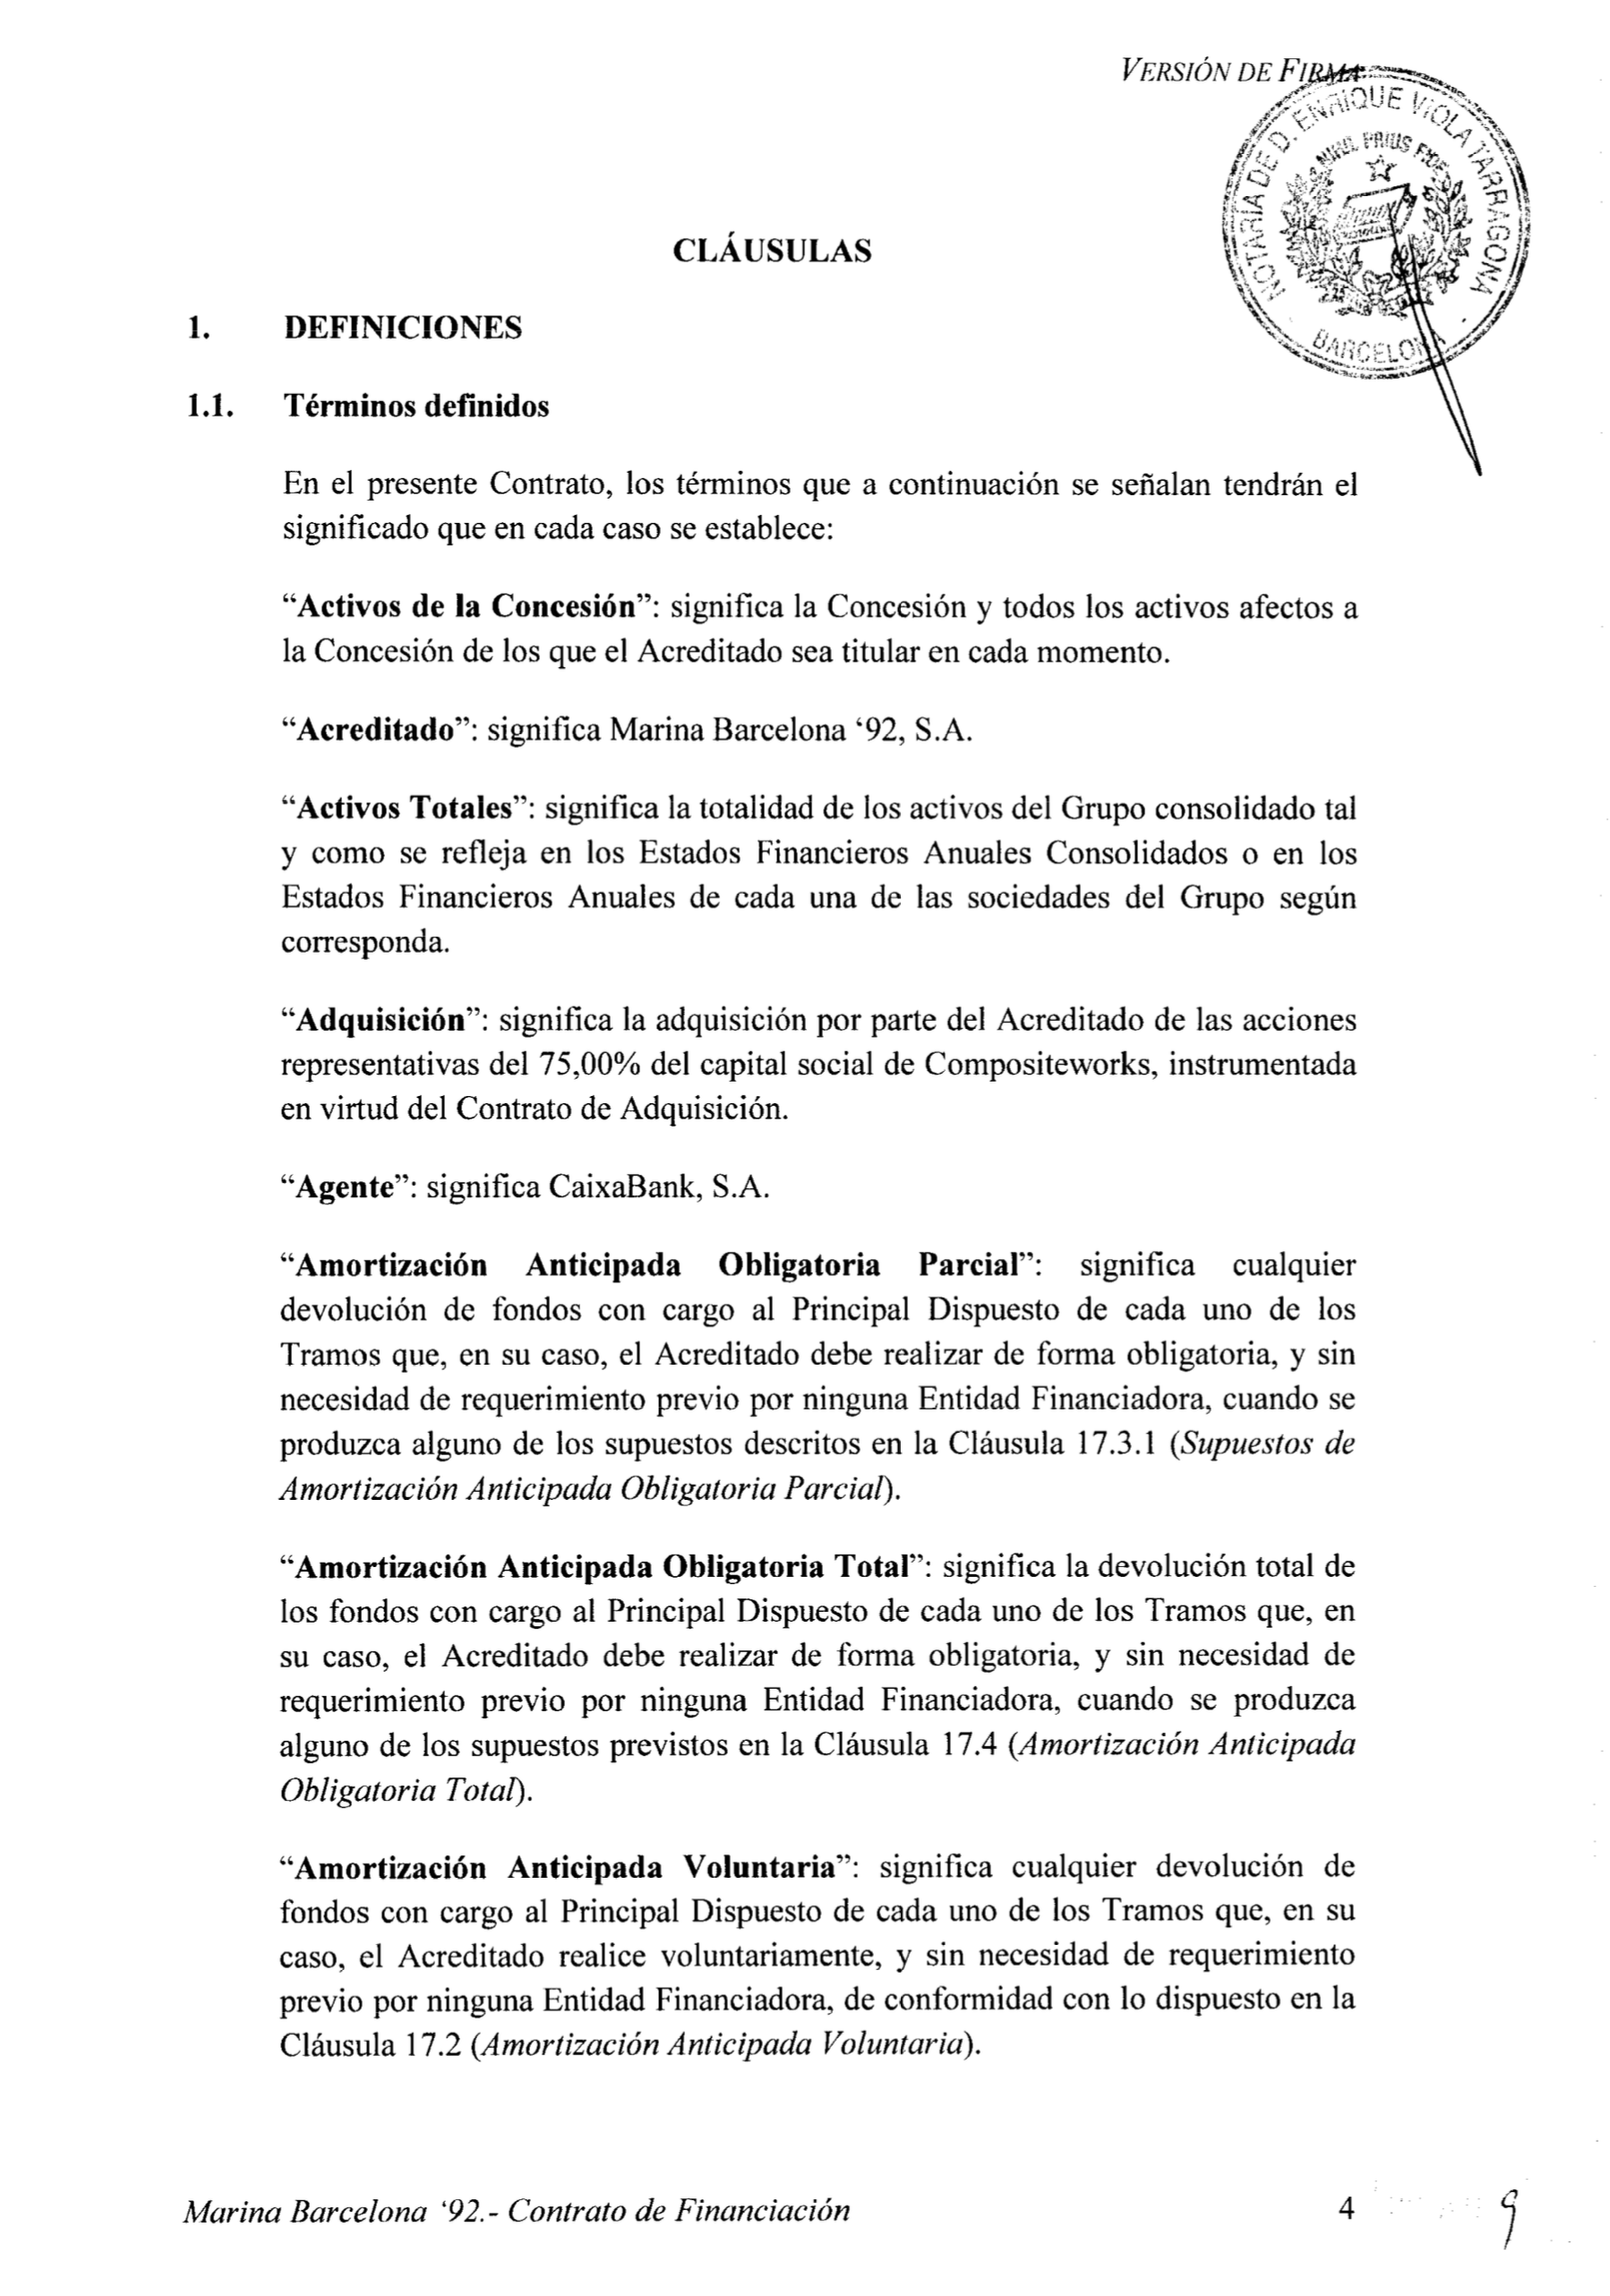 VERSIÓN DE FIRMA
NOTARÍA DE D. ENRIQUE VIOLA TARRAGONA
NIHIL PRIUS FIDE
BARCELONA
CLÁUSULAS
1. DEFINICIONES
1.1. Términos definidos
En el presente Contrato, los términos que a continuación se señalan tendrán el
significado que en cada caso se establece:
“Activos de la Concesión”: significa la Concesión y todos los activos afectos a
la Concesión de los que el Acreditado sea titular en cada momento.
“Acreditado”: significa Marina Barcelona ‘92, S.A.
“Activos Totales”: significa la totalidad de los activos del Grupo consolidado tal
y como se refleja en los Estados Financieros Anuales Consolidados o en los
Estados Financieros Anuales de cada una de las sociedades del Grupo según
corresponda.
“Adquisición”: significa la adquisición por parte del Acreditado de las acciones
representativas del 75,00% del capital social de Compositeworks, instrumentada
en virtud del Contrato de Adquisición.
“Agente”: significa CaixaBank, S.A.
“Amortización Anticipada Obligatoria Parcial”: significa cualquier
devolución de fondos con cargo al Principal Dispuesto de cada uno de los
Tramos que, en su caso, el Acreditado debe realizar de forma obligatoria, y sin
necesidad de requerimiento previo por ninguna Entidad Financiadora, cuando se
produzca alguno de los supuestos descritos en la Cláusula 17.3.1 (Supuestos de
Amortización Anticipada Obligatoria Parcial).
“Amortización Anticipada Obligatoria Total”: significa la devolución total de
los fondos con cargo al Principal Dispuesto de cada uno de los Tramos que, en
su caso, el Acreditado debe realizar de forma obligatoria, y sin necesidad de
requerimiento previo por ninguna Entidad Financiadora, cuando se produzca
alguno de los supuestos previstos en la Cláusula 17.4 (Amortización Anticipada
Obligatoria Total).
“Amortización Anticipada Voluntaria”: significa cualquier devolución de
fondos con cargo al Principal Dispuesto de cada uno de los Tramos que, en su
caso, el Acreditado realice voluntariamente, y sin necesidad de requerimiento
previo por ninguna Entidad Financiadora, de conformidad con lo dispuesto en la
Cláusula 17.2 (Amortización Anticipada Voluntaria).
Marina Barcelona ‘92.- Contrato de Financiación 4 9